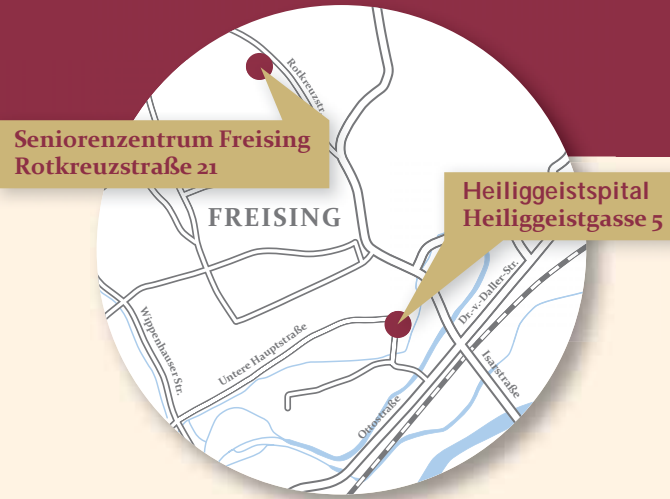 Rotkreuzstr.
Seniorenzentrum Freising
Rotkreuzstraße 21
FREISING
Heiliggeistspital
Heiliggeistgasse 5
Dr.-v.-Daller-Str.
Wippenhauser Str.
Untere Hauptstraße
Isarstraße
Ottostraße